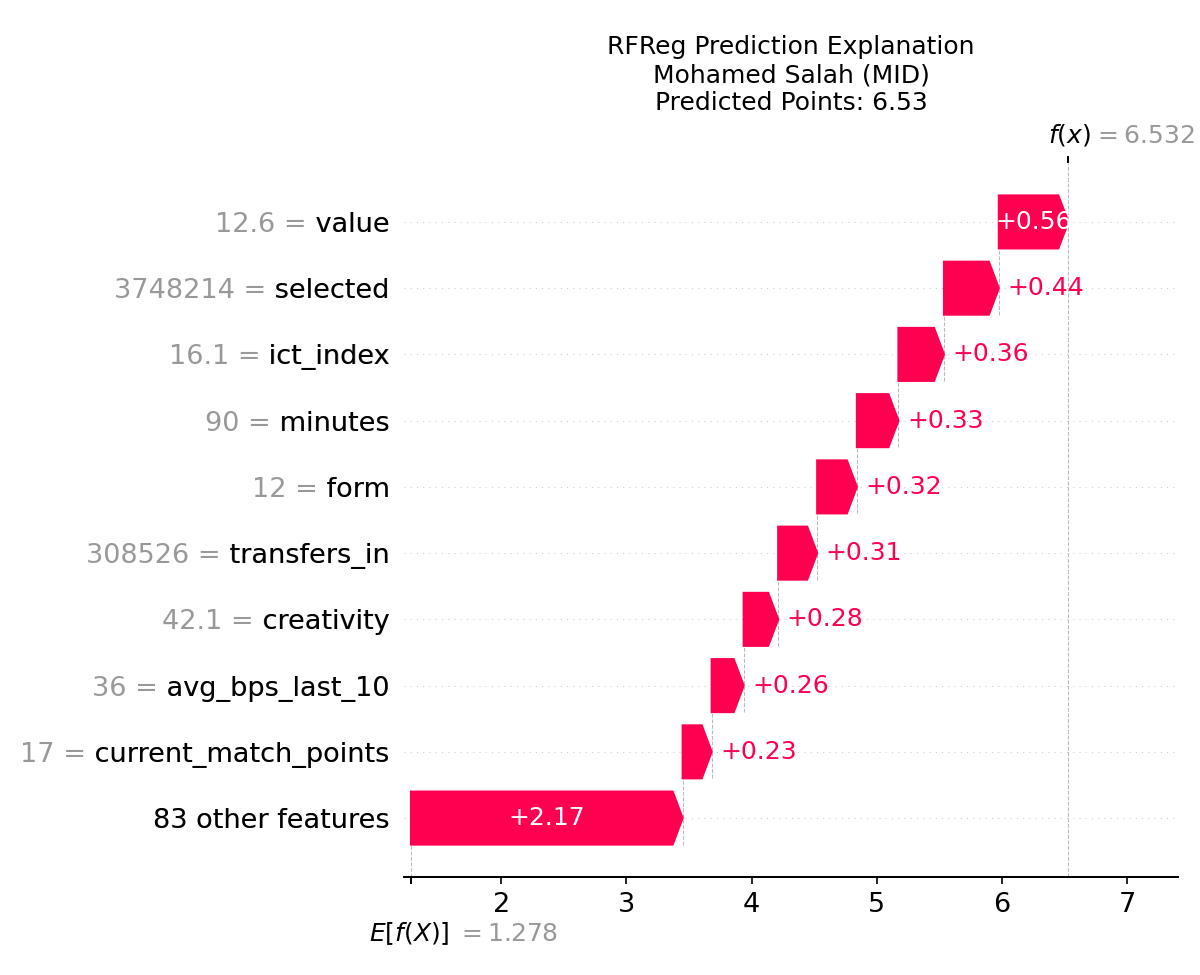 RFReg Prediction Explanation
Mohamed Salah (MID)
Predicted Points: 6.53
f(x) = 6.532
12.6 = value
+0.56
3748214 = selected
+0.44
16.1 = ict_index
+0.36
90 = minutes
+0.33
12 = form
+0.32
308526 = transfers_in
+0.31
42.1 = creativity
+0.28
36 = avg_bps_last_10
+0.26
17 = current_match_points
+0.23
83 other features
+2.17
2 3 4 5 6 7
E[f(X)] = 1.278